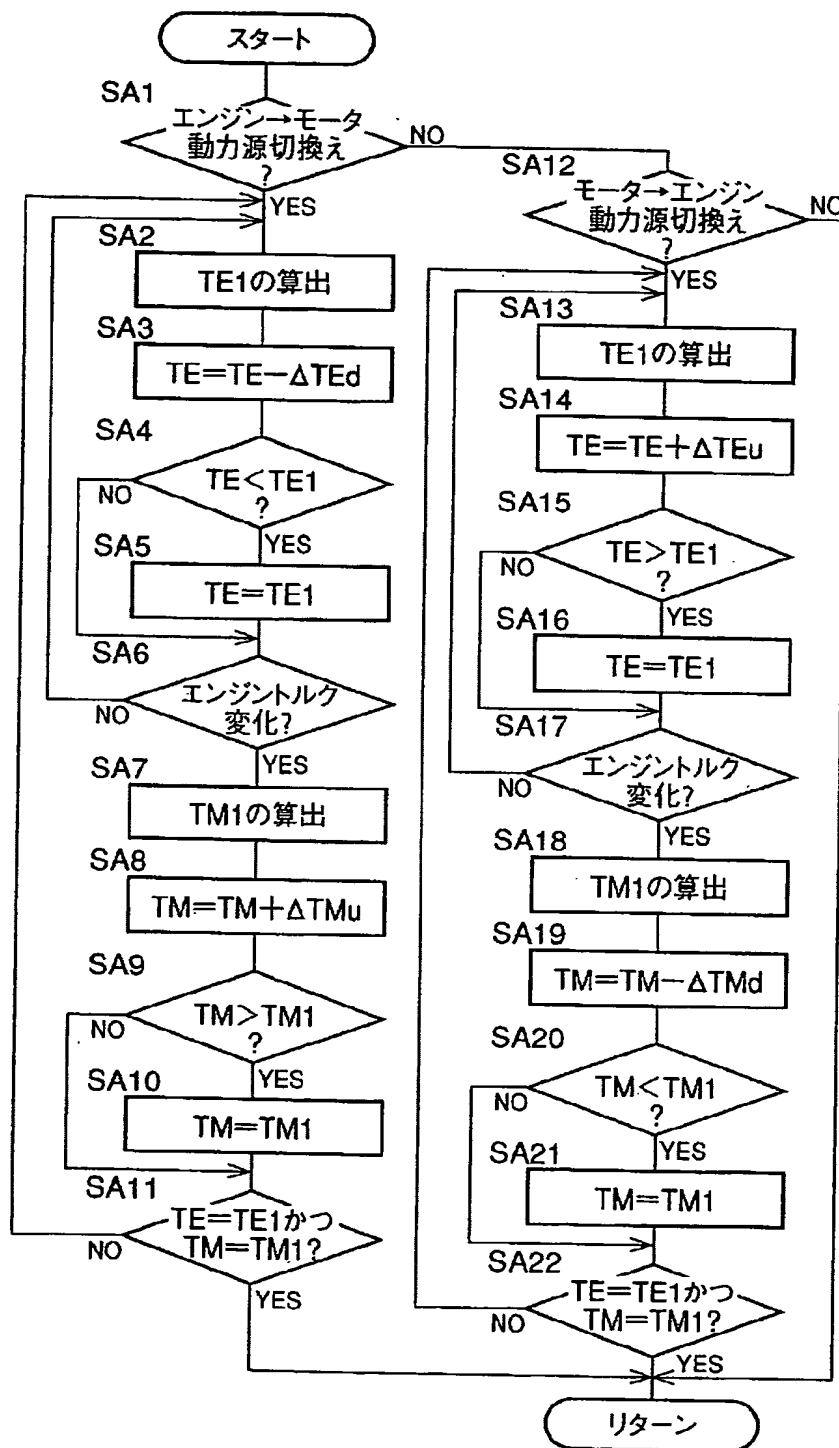 スタート
SA1
エンジン→モータ
動力源切換え
?
NO
YES
SA2
TE1の算出
SA3
TE=TE−ΔTEd
SA4
TE<TE1
?
NO
YES
SA5
TE=TE1
SA6
エンジントルク
変化?
NO
YES
SA7
TM1の算出
SA8
TM=TM+ΔTMu
SA9
TM>TM1
?
NO
YES
SA10
TM=TM1
SA11
TE=TE1かつ
TM=TM1?
NO
YES
SA12
モータ→エンジン
動力源切換え
?
NO
YES
SA13
TE1の算出
SA14
TE=TE+ΔTEu
SA15
TE>TE1
?
NO
YES
SA16
TE=TE1
SA17
エンジントルク
変化?
NO
YES
SA18
TM1の算出
SA19
TM=TM−ΔTMd
SA20
TM<TM1
?
NO
YES
SA21
TM=TM1
SA22
TE=TE1かつ
TM=TM1?
NO
YES
リターン